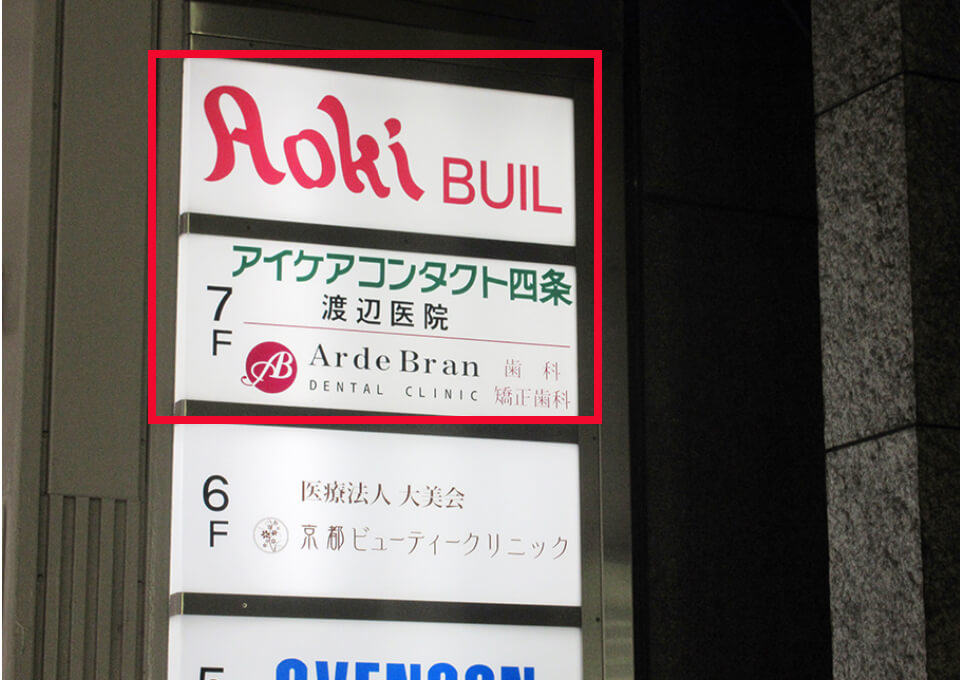 Aoki BUIL
アイケアコンタクト四条
7F
渡辺医院
AB
Arde Bran 歯科
DENTAL CLINIC 矯正歯科
6F
医療法人 大美会
京都ビューティークリニック